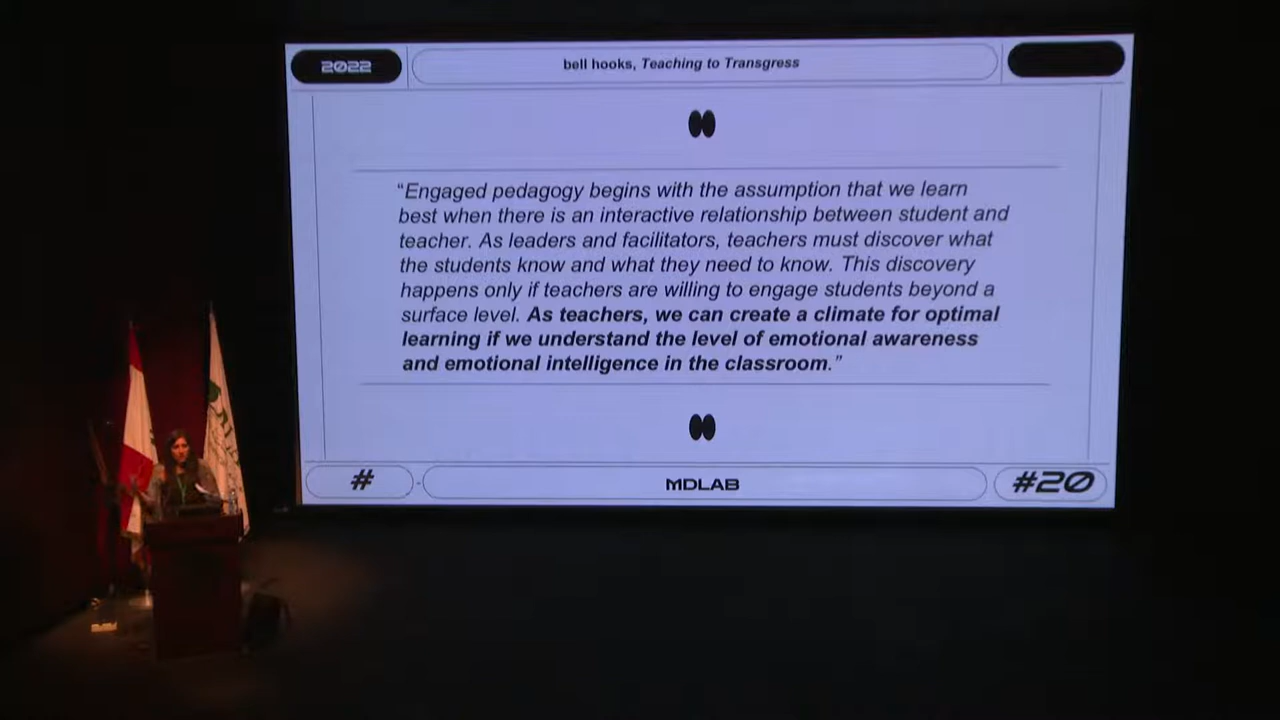 2022
bell hooks, Teaching to Transgress
“Engaged pedagogy begins with the assumption that we learn
best when there is an interactive relationship between student and
teacher. As leaders and facilitators, teachers must discover what
the students know and what they need to know. This discovery
happens only if teachers are willing to engage students beyond a
surface level. As teachers, we can create a climate for optimal
learning if we understand the level of emotional awareness
and emotional intelligence in the classroom.”
#
MDLAB
#20